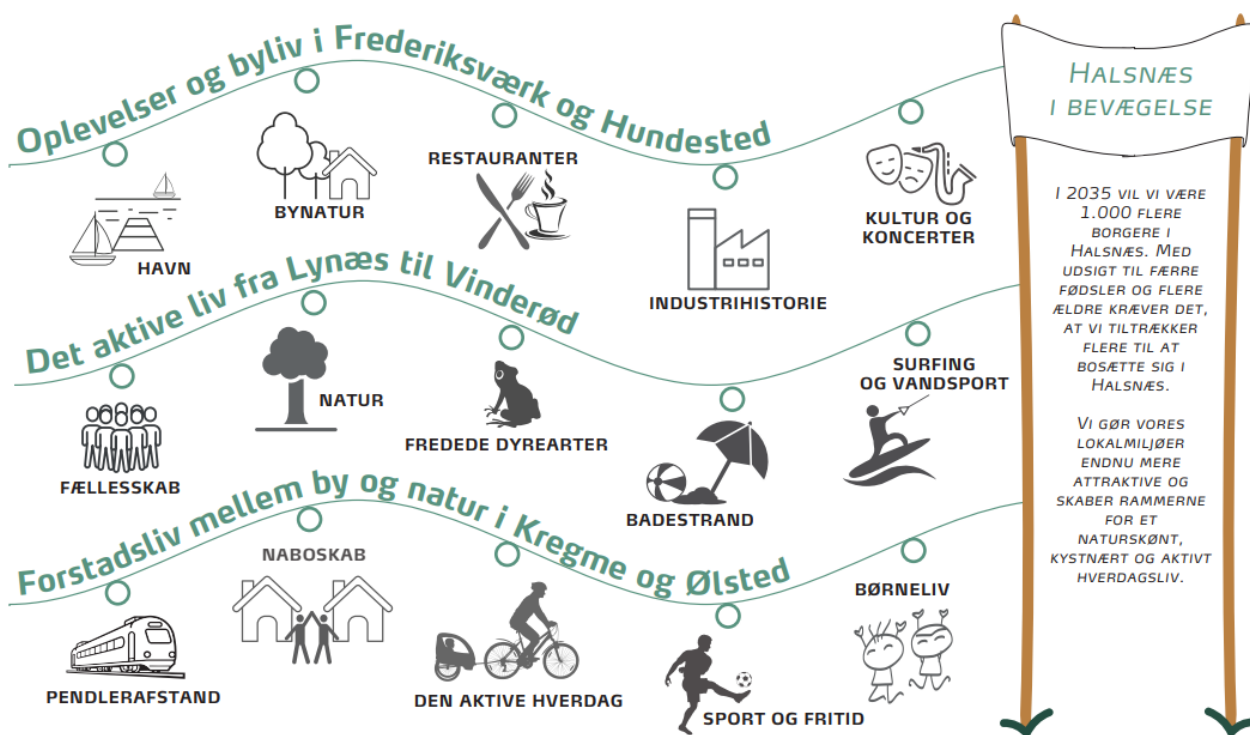 Oplevelser og byliv i Frederiksværk og Hundested
HAVN
BYNATUR
RESTAURANTER
INDUSTRIHISTORIE
KULTUR OG
KONCERTER
Det aktive liv fra Lynæs til Vinderød
FÆLLESSKAB
NATUR
FREDEDE DYREARTER
BADESTRAND
SURFING
OG VANDSPORT
Forstadsliv mellem by og natur i Kregme og Ølsted
PENDLERAFSTAND
NABOSKAB
DEN AKTIVE HVERDAG
SPORT OG FRITID
BØRNELIV
HALSNÆS
I BEVÆGELSE
I 2035 VIL VI VÆRE
1.000 FLERE
BORGERE I
HALSNÆS. MED
UDSIGT TIL FÆRRE
FØDSLER OG FLERE
ÆLDRE KRÆVER DET,
AT VI TILTRÆKKER
FLERE TIL AT
BOSÆTTE SIG I
HALSNÆS.
VI GØR VORES
LOKALMILJØER
ENDNU MERE
ATTRAKTIVE OG
SKABER RAMMERNE
FOR ET
NATURSKØNT,
KYSTNÆRT OG AKTIVT
HVERDAGSLIV.